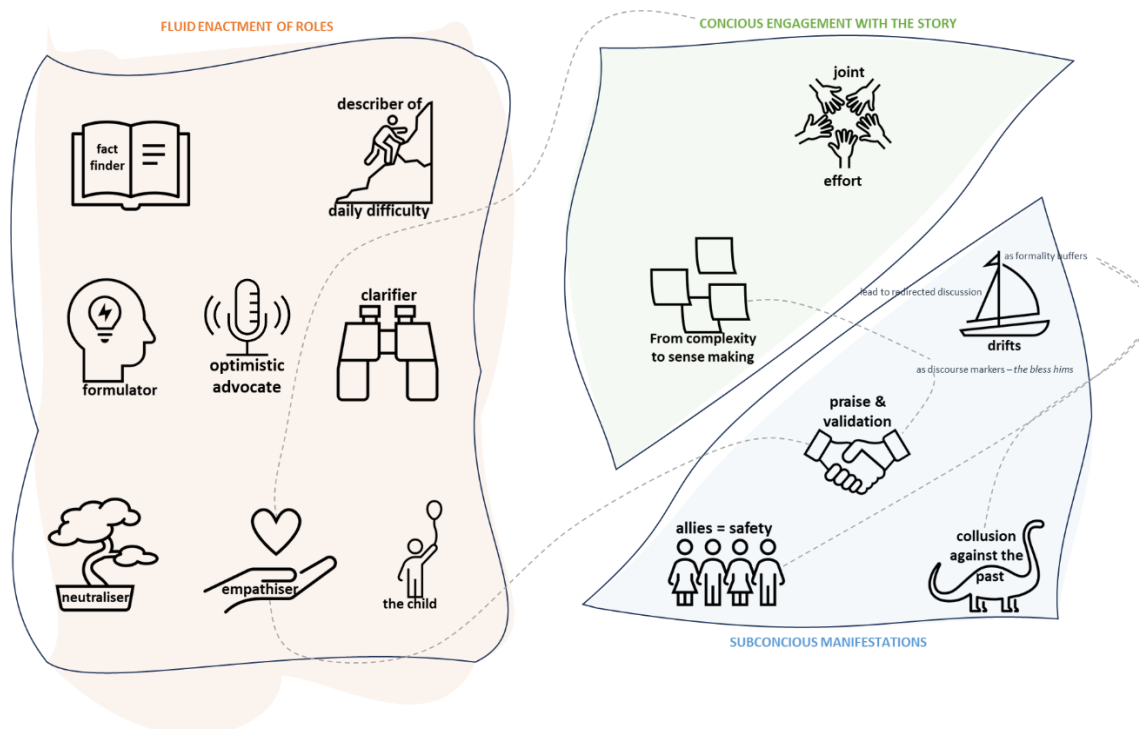 FLUID ENACTMENT OF ROLES
fact
finder
describer of
daily difficulty
formulator
optimistic
advocate
clarifier
neutraliser
empathiser
the child
CONCIOUS ENGAGEMENT WITH THE STORY
joint
effort
From complexity
to sense making
as formality buffers
lead to redirected discussion
drifts
as discourse markers – the bless hims
praise &
validation
allies = safety
collusion
against the
past
SUBCONCIOUS MANIFESTATIONS